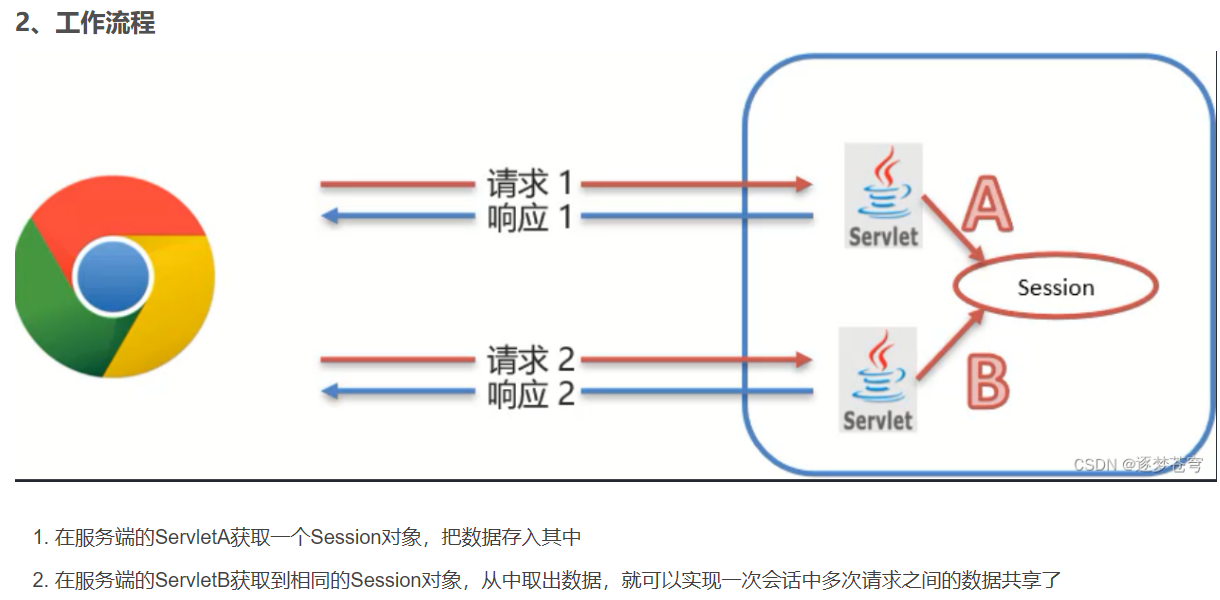 2、工作流程
请求 1
响应 1
Servlet
A
Session
请求 2
响应 2
B
Servlet
CSDN @逐梦苍穹
1. 在服务端的ServletA获取一个Session对象，把数据存入其中
2. 在服务端的ServletB获取到相同的Session对象，从中取出数据，就可以实现一次会话中多次请求之间的数据共享了